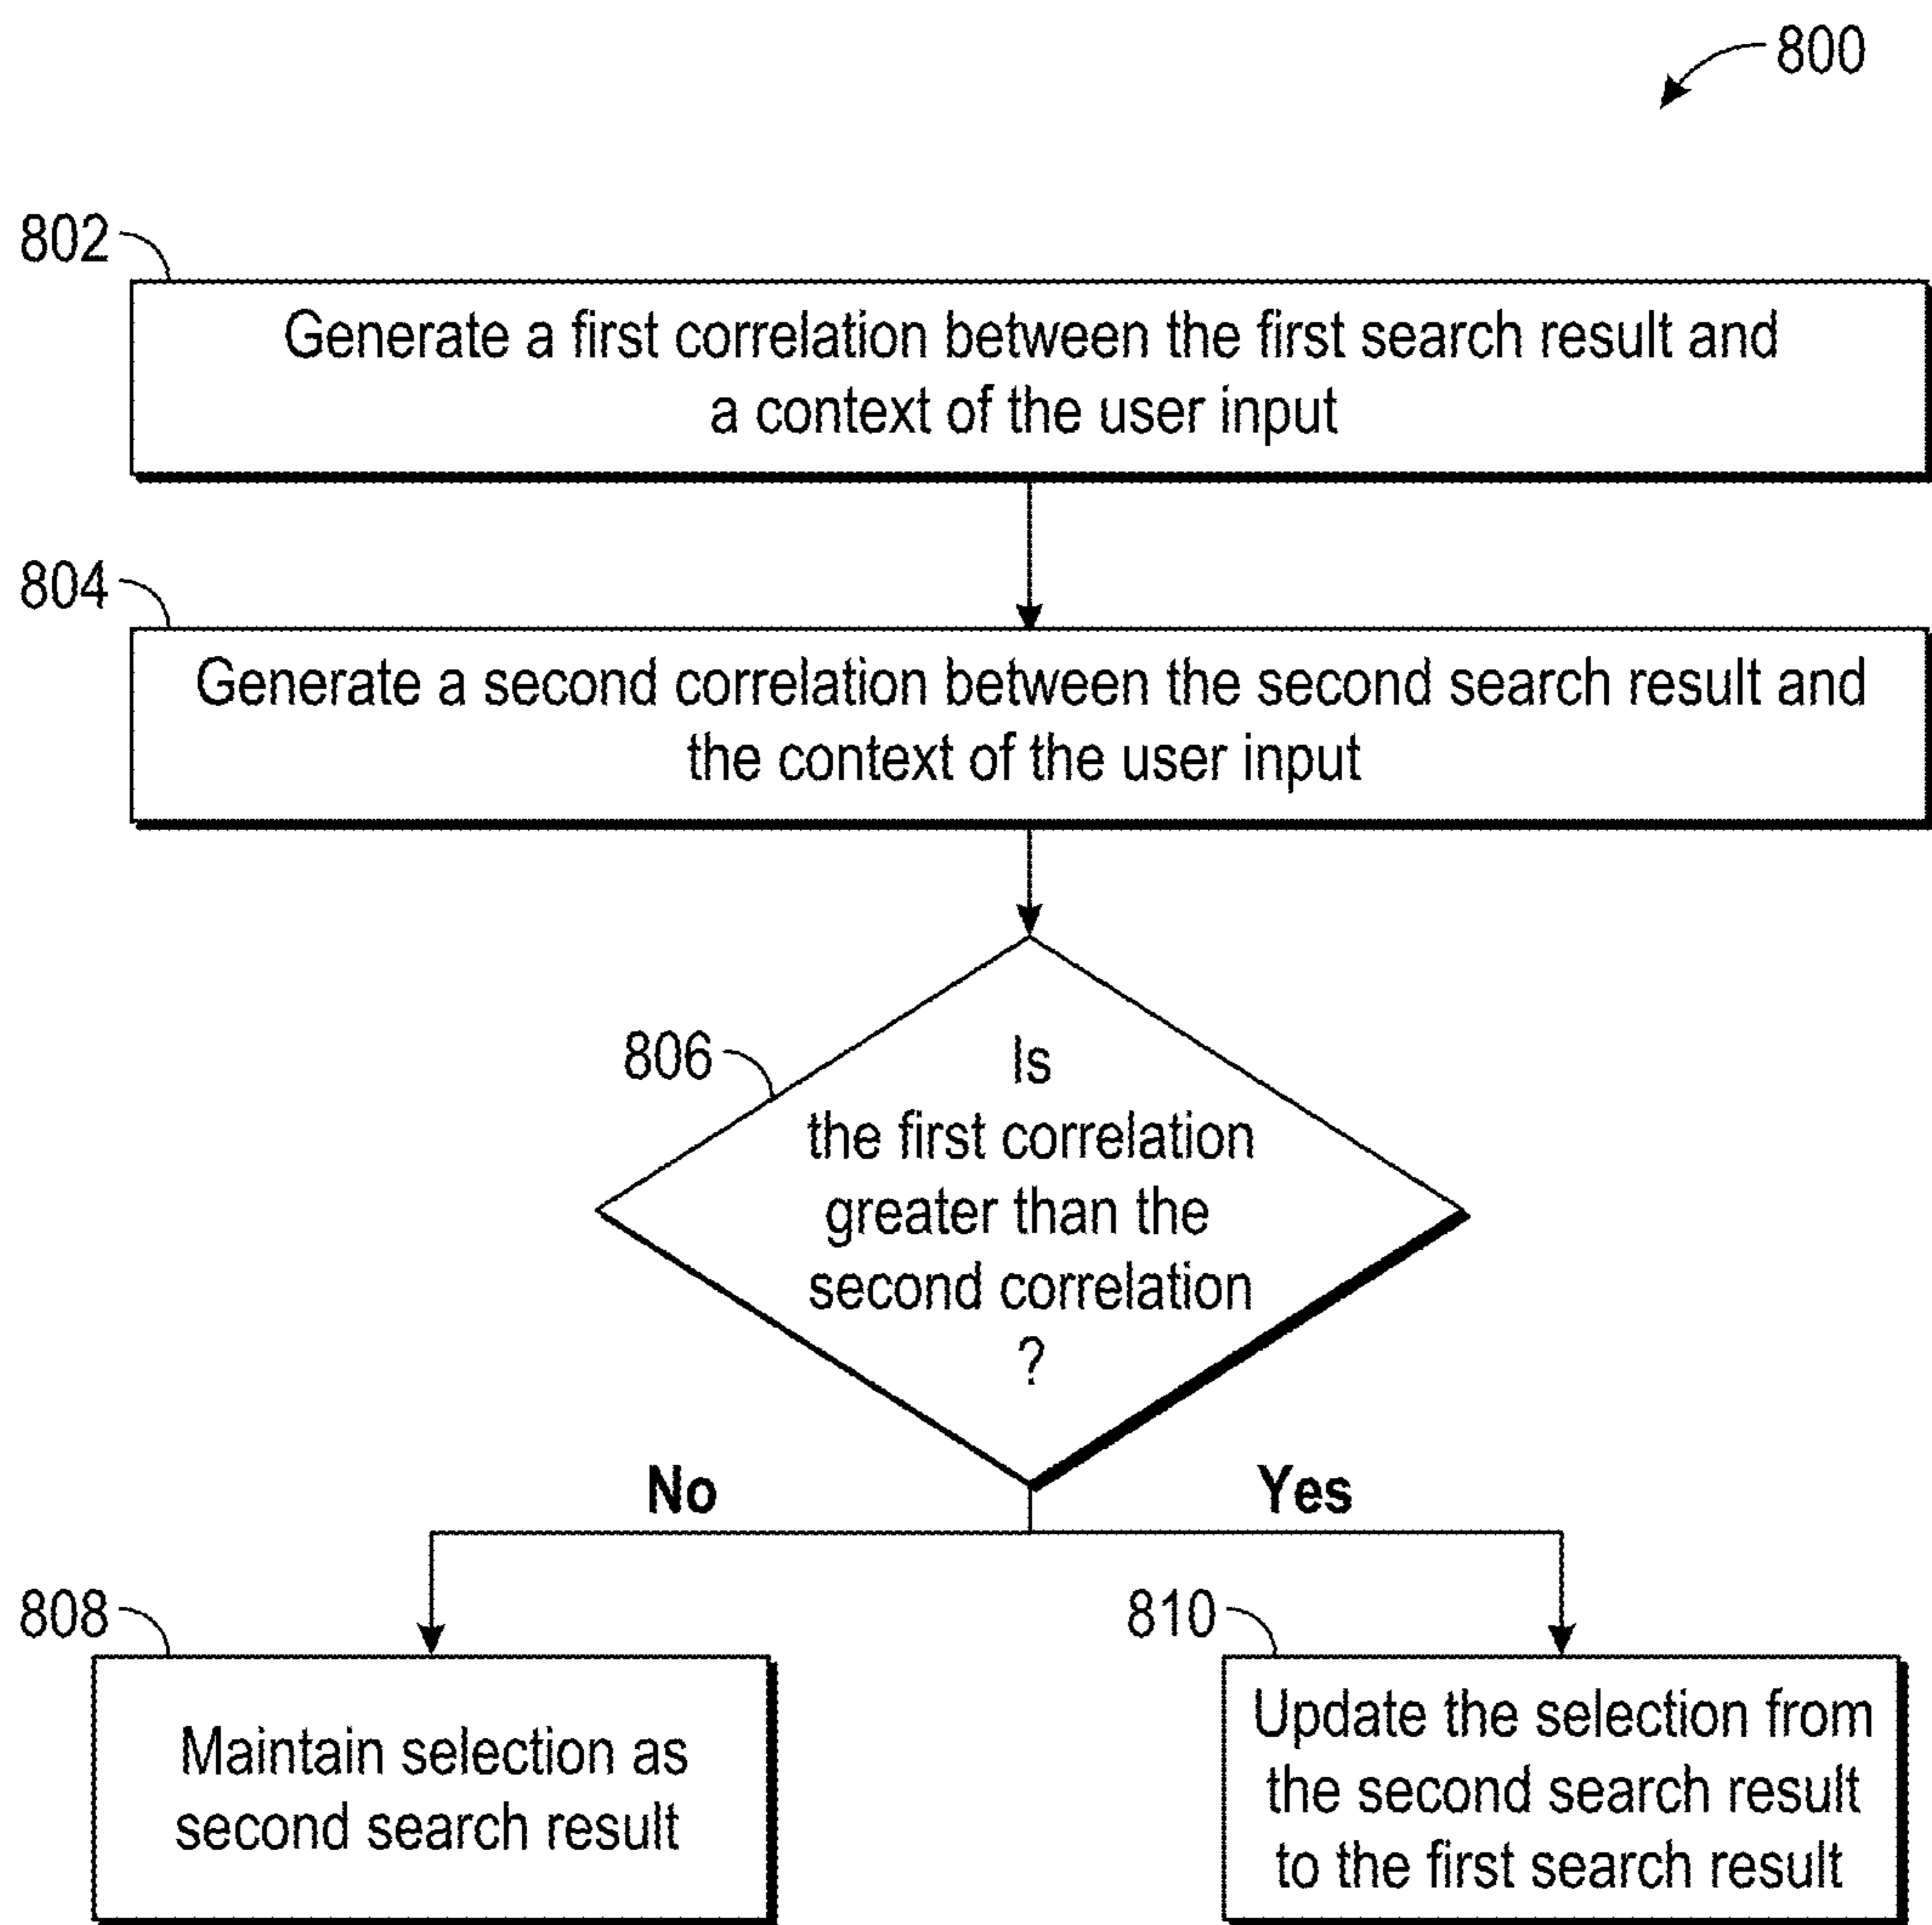 800
802
Generate a first correlation between the first search result and
a context of the user input
804
Generate a second correlation between the second search result and
the context of the user input
806
Is
the first correlation
greater than the
second correlation
?
No
Yes
808
Maintain selection as
second search result
810
Update the selection from
the second search result
to the first search result